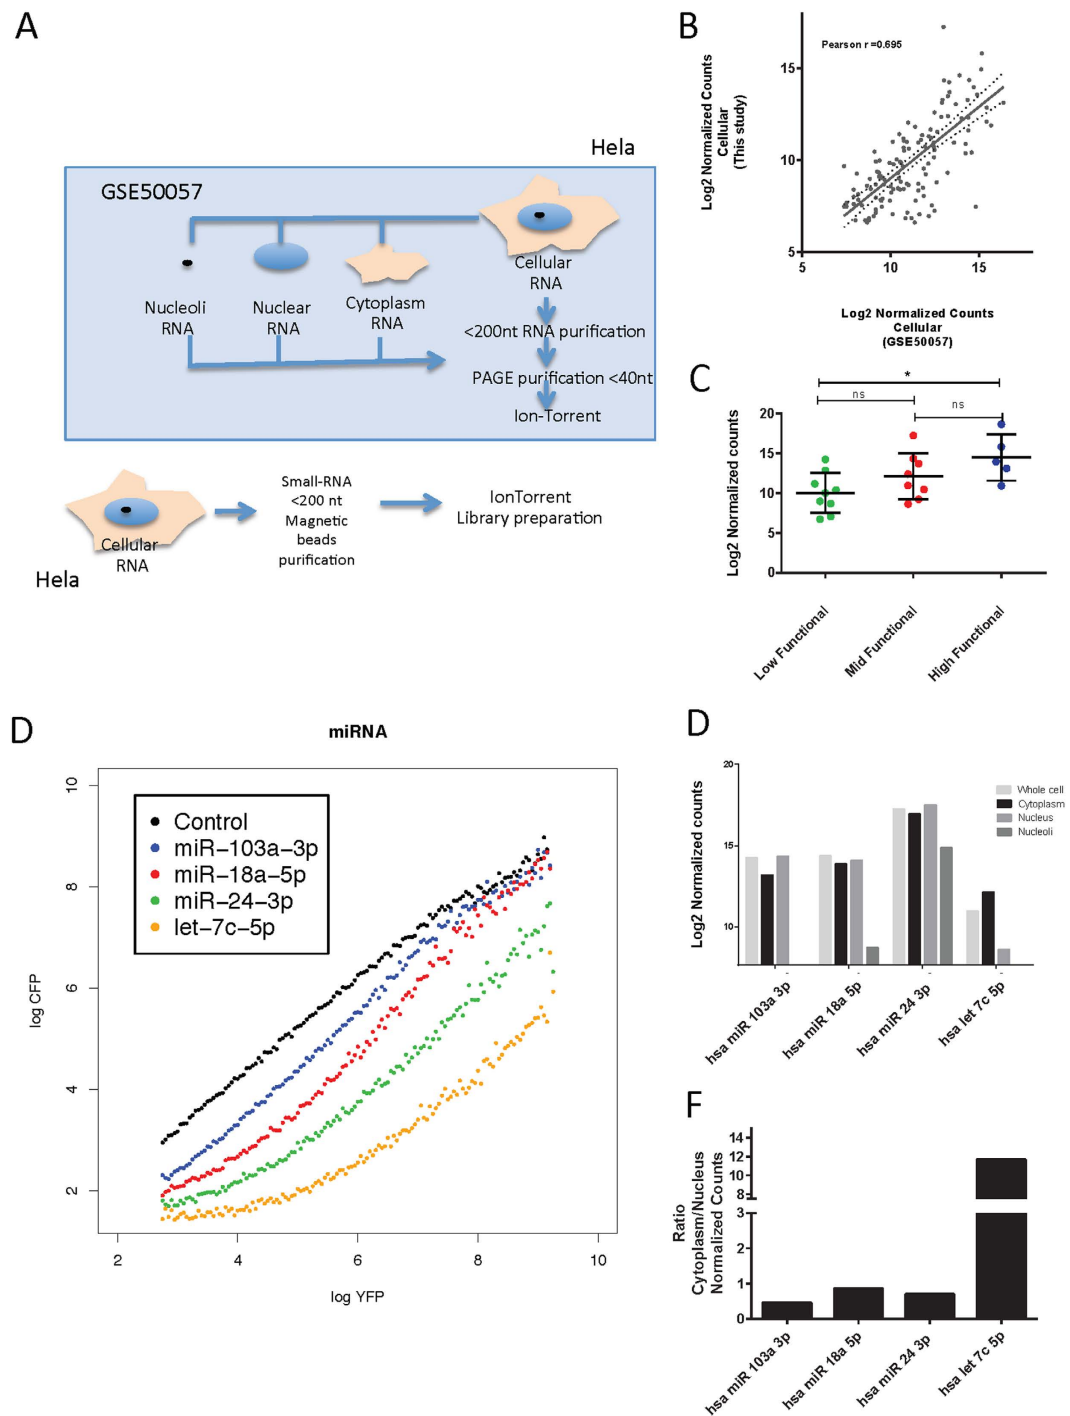 A
Hela
GSE50057
Cellular
RNA
Nucleoli
RNA
Nuclear
RNA
Cytoplasm
RNA
<200nt RNA purification
PAGE purification <40nt
Ion-Torrent
Cellular
RNA
Hela
Small-RNA
<200 nt
Magnetic
beads
purification
IonTorrent
Library preparation
B
Pearson r =0.695
Log2 Normalized Counts
Cellular
(This study)
15
10
5
5
10
15
Log2 Normalized Counts
Cellular
(GSE50057)
C
*
ns
ns
Log2 Normalized counts
20
15
10
5
0
Low Functional
Mid Functional
High Functional
D
miRNA
log CFP
10
8
6
4
2
Control
miR-103a-3p
miR-18a-5p
miR-24-3p
let-7c-5p
2
4
6
8
10
log YFP
D
Log2 Normalized counts
20
15
10
Whole cell
Cytoplasm
Nucleus
Nucleoli
hsa miR 103a 3p
hsa miR 18a 5p
hsa miR 24 3p
hsa let 7c 5p
F
Ratio
Cytoplasm/Nucleus
Normalized Counts
14
12
10
8
3
2
1
0
hsa miR 103a 3p
hsa miR 18a 5p
hsa miR 24 3p
hsa let 7c 5p